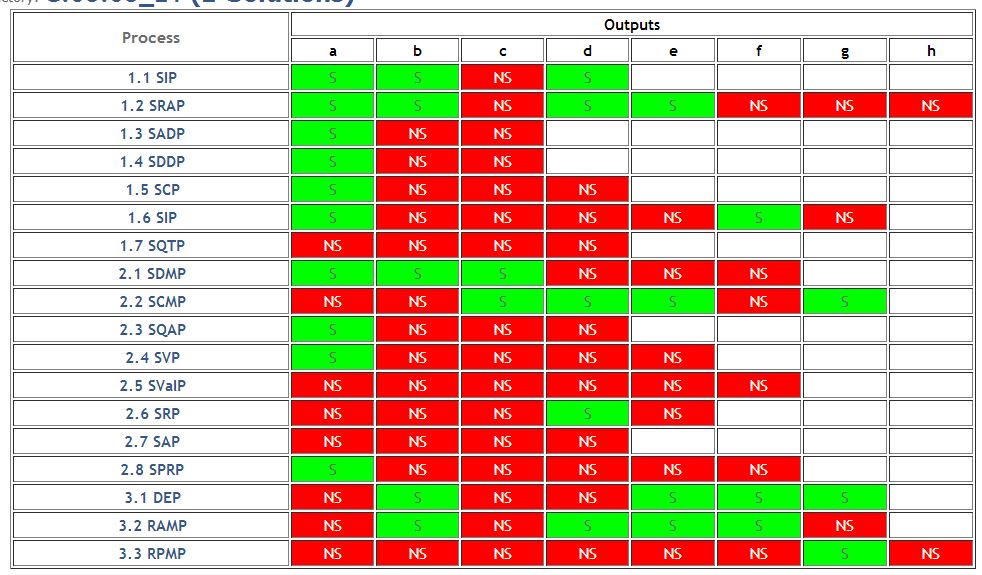 Process Outputs
a b c d e f g h
1.1 SIP S S NS S
1.2 SRAP S S NS S S NS NS NS
1.3 SADP S NS NS
1.4 SDDP S NS NS
1.5 SCP S NS NS NS
1.6 SIP S NS NS NS NS S NS
1.7 SQTP NS NS NS NS
2.1 SDMP S S S NS NS NS
2.2 SCMP NS NS S S S NS S
2.3 SQAP S NS NS NS
2.4 SVP S NS NS NS NS
2.5 SValP NS NS NS NS NS NS
2.6 SRP NS NS NS S NS
2.7 SAP NS NS NS NS
2.8 SPRP S NS NS NS NS NS
3.1 DEP NS S NS NS S S S
3.2 RAMP NS S NS S S S NS
3.3 RPMP NS NS NS NS NS NS S NS